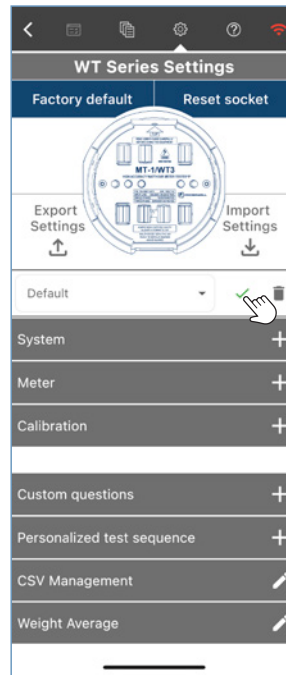 WT Series Settings
Factory default
Reset socket
MT-1/WT3
Export
Settings
Import
Settings
Default
System
Meter
Calibration
Custom questions
Personalized test sequence
CSV Management
Weight Average